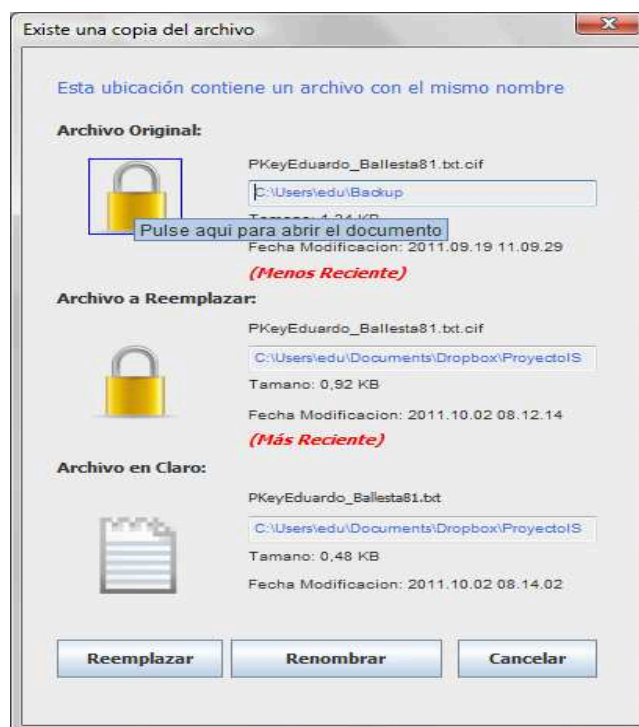 Existe una copia del archivo
Esta ubicación contiene un archivo con el mismo nombre
Archivo Original:
PKeyEduardo_Ballesta81.txt.cif
C:\Users\edu\Backup
Tamano: 1,24 KB
Pulse aqui para abrir el documento
Fecha Modificacion: 2011.09.19 11.09.29
(Menos Reciente)
Archivo a Reemplazar:
PKeyEduardo_Ballesta81.txt.cif
C:\Users\edu\Documents\Dropbox\ProyectoIS
Tamano: 0,92 KB
Fecha Modificacion: 2011.10.02 08.12.14
(Más Reciente)
Archivo en Claro:
PKeyEduardo_Ballesta81.txt
C:\Users\edu\Documents\Dropbox\ProyectoIS
Tamano: 0,48 KB
Fecha Modificacion: 2011.10.02 08.14.02
Reemplazar Renombrar Cancelar